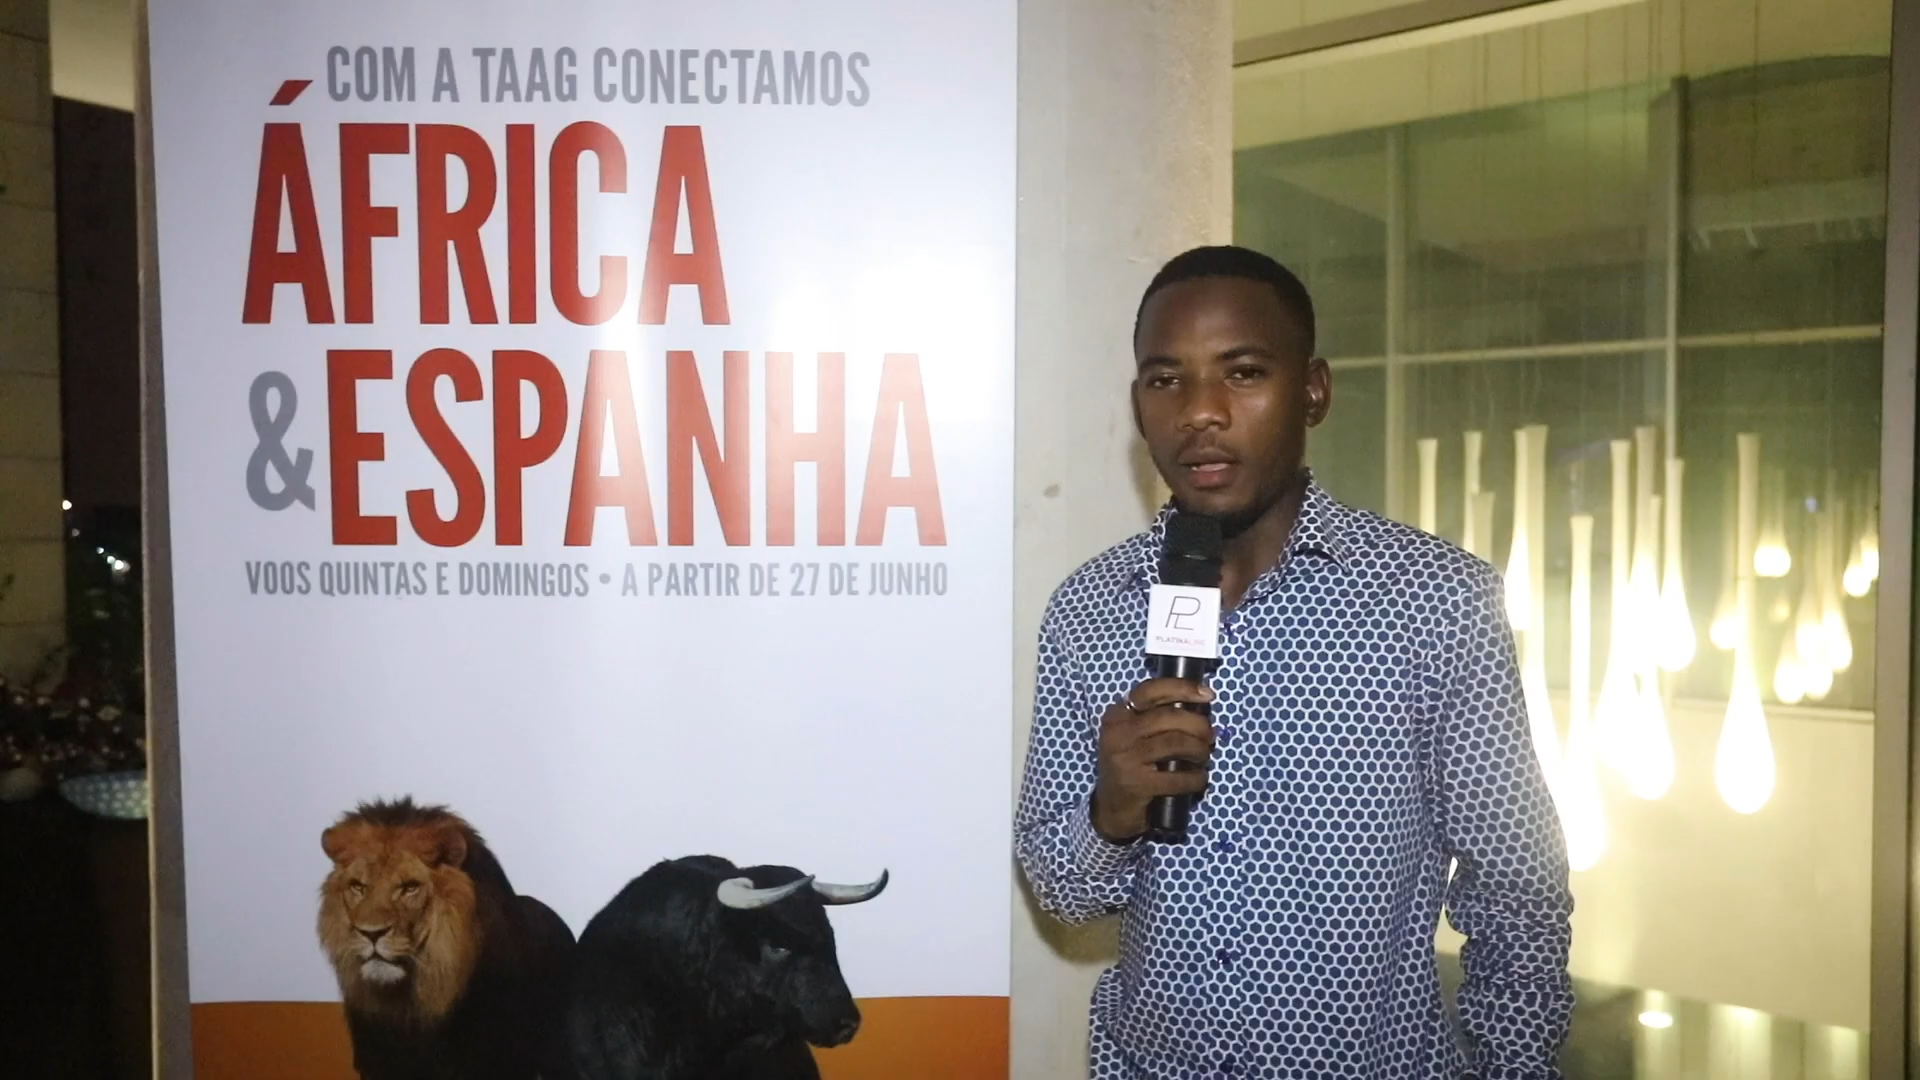 COM A TAAG CONECTAMOS
ÁFRICA
& ESPANHA
VOOS QUINTAS E DOMINGOS • A PARTIR DE 27 DE JUNHO
PL
PLATINALINE